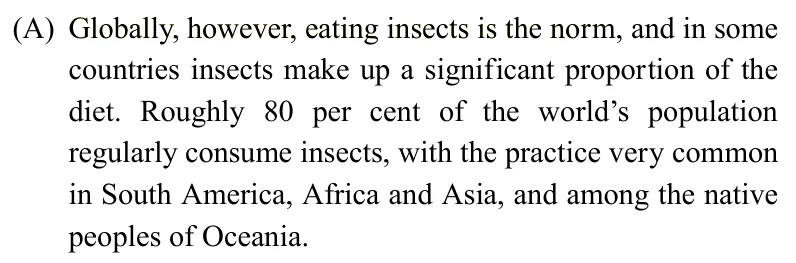 (A) Globally, however, eating insects is the norm, and in some
countries insects make up a significant proportion of the
diet. Roughly 80 per cent of the world’s population
regularly consume insects, with the practice very common
in South America, Africa and Asia, and among the native
peoples of Oceania.